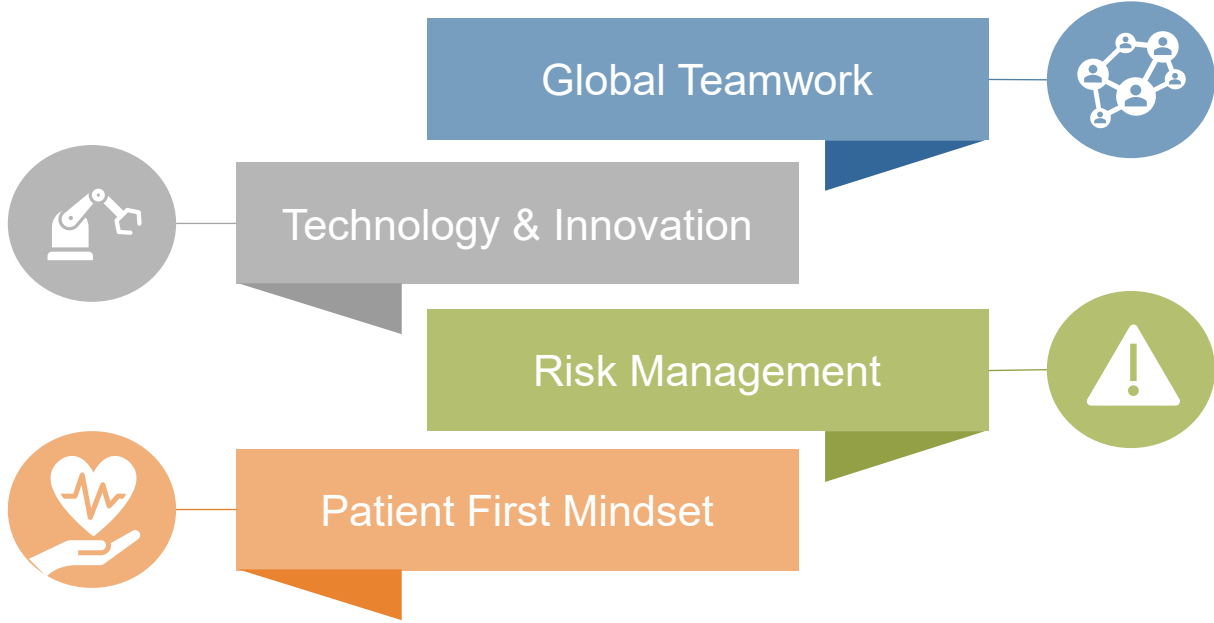 Global Teamwork
Technology & Innovation
Risk Management
Patient First Mindset